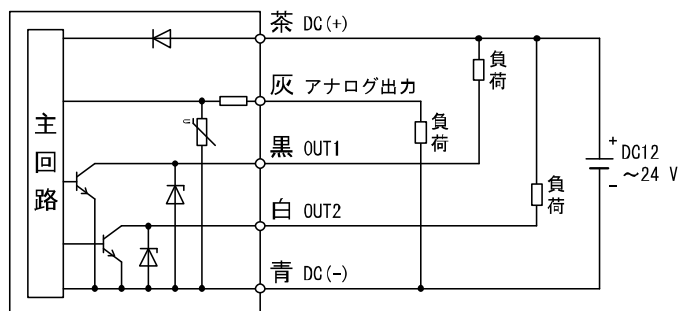 茶 DC(+)
灰 アナログ出力
黒 OUT1
白 OUT2
青 DC(-)
主回路
負荷
負荷
負荷
+
DC12
～24 V
-